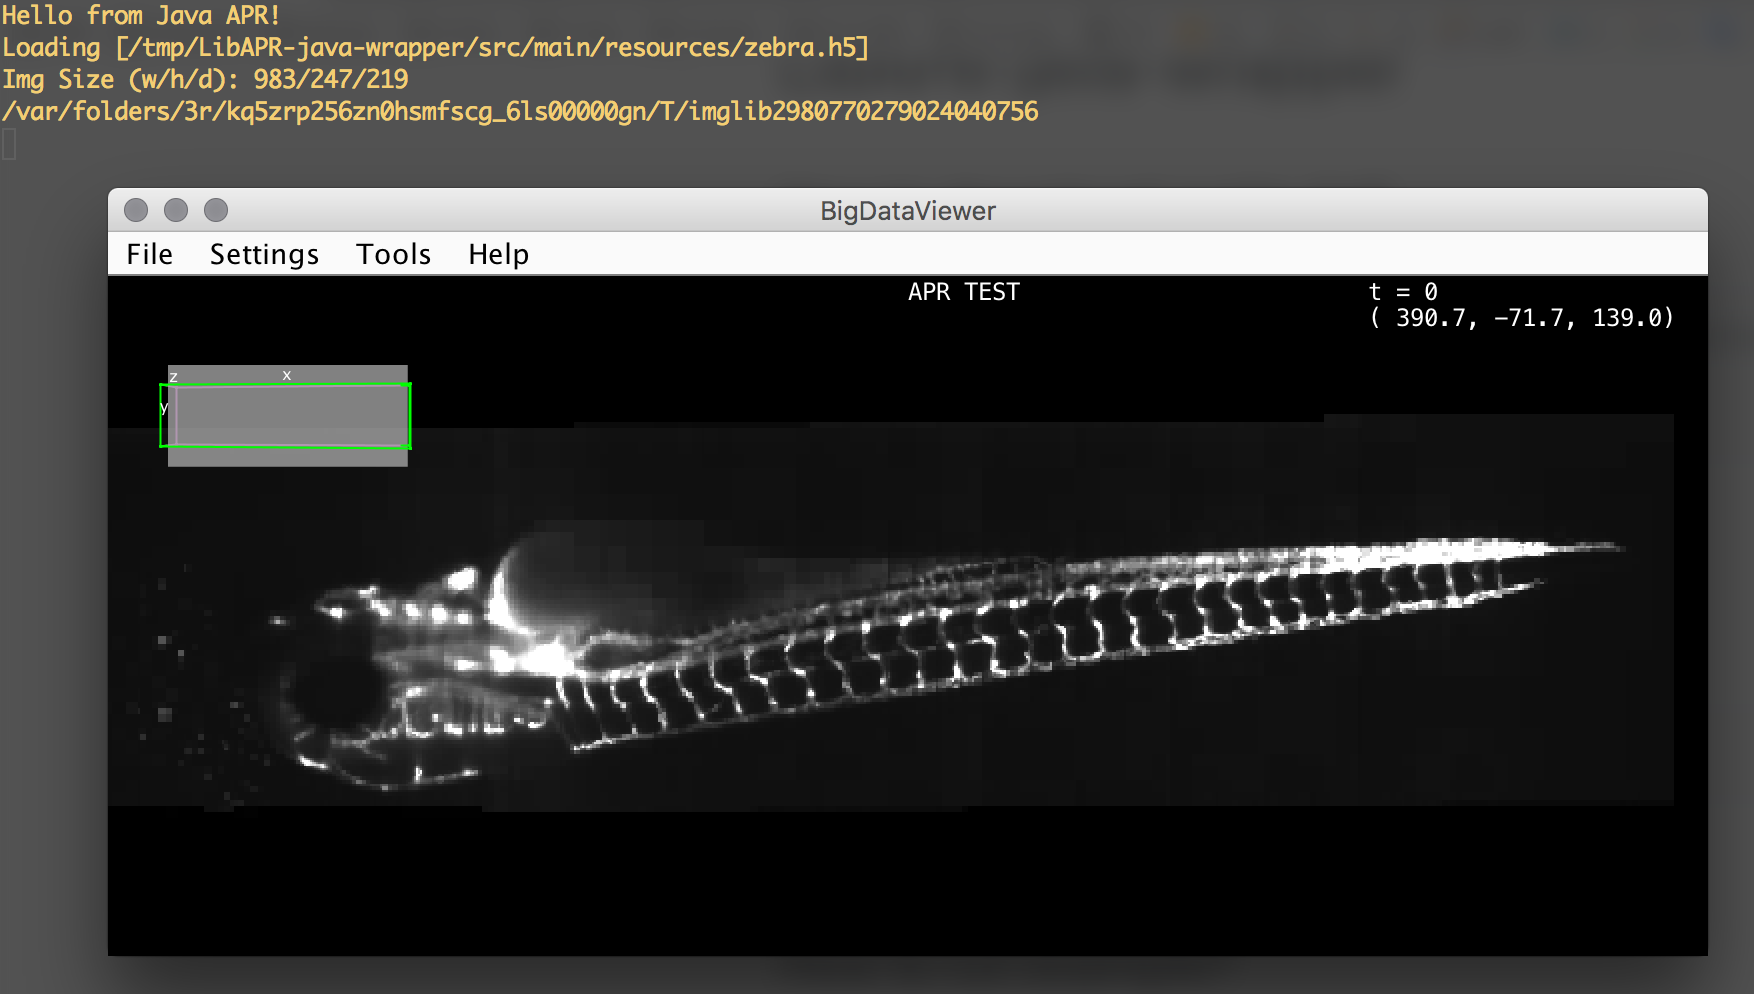 Hello from Java APR!
Loading [/tmp/LibAPR-java-wrapper/src/main/resources/zebra.h5]
Img Size (w/h/d): 983/247/219
/var/folders/3r/kq5zrp256zn0hsmfscg_6ls00000gn/T/imglib2980770279024040756
BigDataViewer
File Settings Tools Help
APR TEST
t = 0
( 390.7, -71.7, 139.0)
z x
y